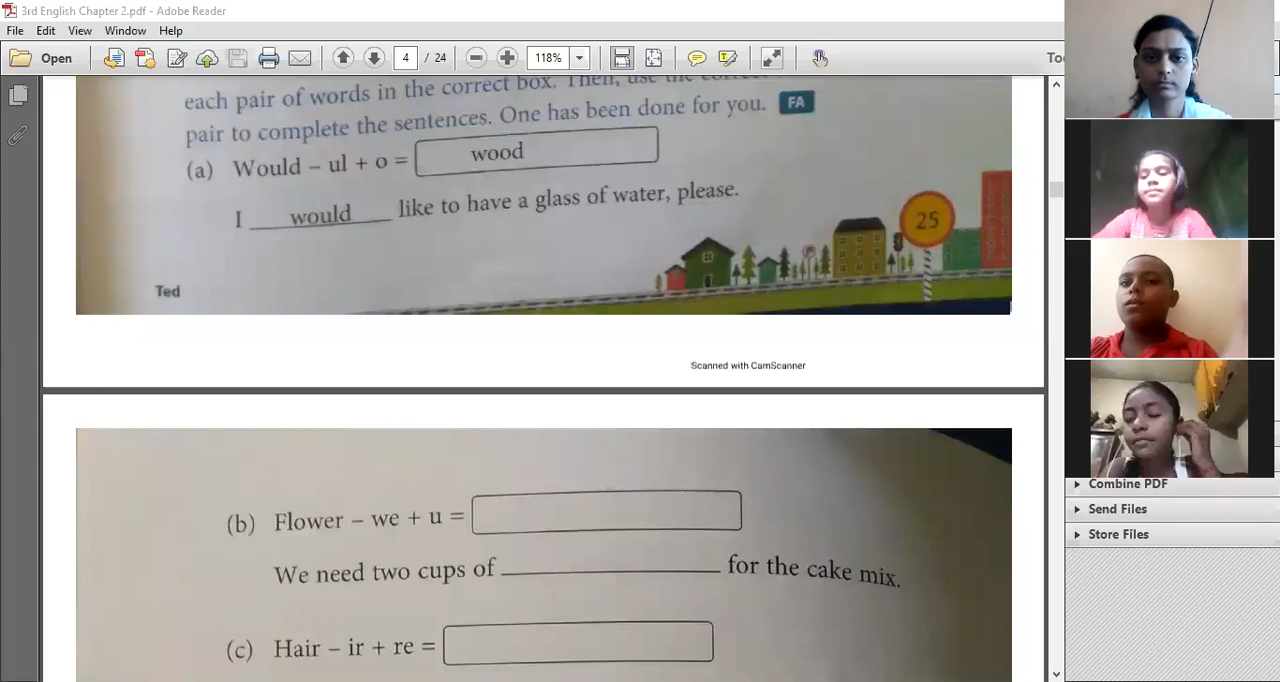 3rd English Chapter 2.pdf - Adobe Reader
File Edit View Window Help
Open 4 / 24 118%
each pair of words in the correct box. Then, use the
pair to complete the sentences. One has been done for you. FA
(a) Would – ul + o = wood
I would like to have a glass of water, please.
25
Ted
Scanned with CamScanner
(b) Flower – we + u =
We need two cups of ____ for the cake mix.
(c) Hair – ir + re =
Combine PDF
Send Files
Store Files